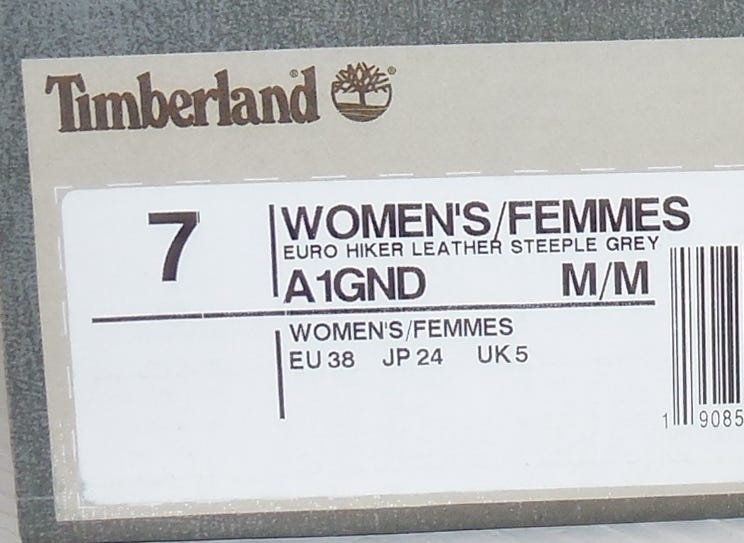 Timberland
7
WOMEN'S/FEMMES
EURO HIKER LEATHER STEEPLE GREY
A1GND M/M
WOMEN'S/FEMMES
EU 38 JP 24 UK 5
1 9085